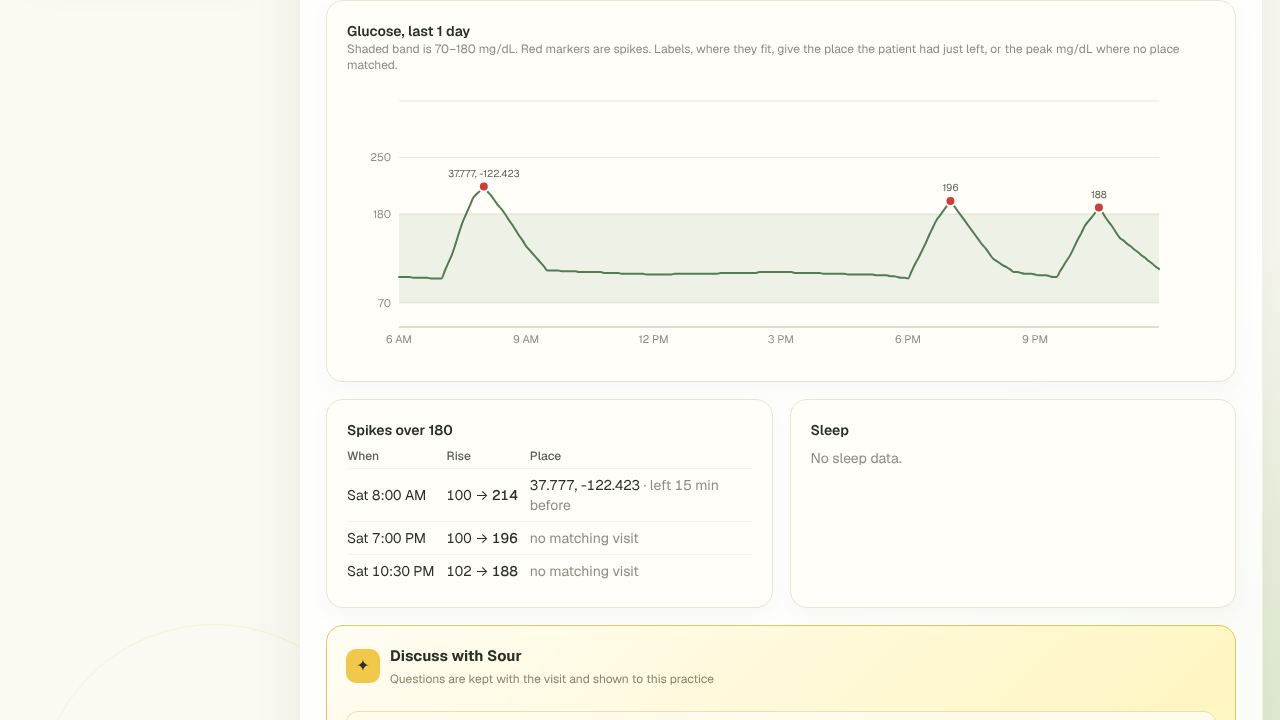 Glucose, last 1 day
Shaded band is 70–180 mg/dL. Red markers are spikes. Labels, where they fit, give the place the patient had just left, or the peak mg/dL where no place
matched.
250
37.777, -122.423
196
188
180
70
6 AM
9 AM
12 PM
3 PM
6 PM
9 PM
Spikes over 180
When Rise Place
Sat 8:00 AM 100 → 214 37.777, -122.423 · left 15 min
before
Sat 7:00 PM 100 → 196 no matching visit
Sat 10:30 PM 102 → 188 no matching visit
Sleep
No sleep data.
Discuss with Sour
Questions are kept with the visit and shown to this practice